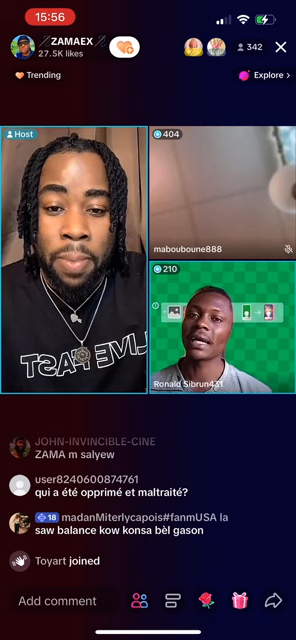 15:56
ZAMAEX
27.5K likes
342
Trending
Explore >
Host
404
mabouboune888
210
Ronald Sibrun431
LIVE FAST
JOHN-INVINCIBLE-CINE
ZAMA m salyew
user8240600874761
qui a été opprimé et maltraité?
18 madanMiterlycapois#fanmUSA la
saw balance kow konsa bèl gason
Toyart joined
Add comment